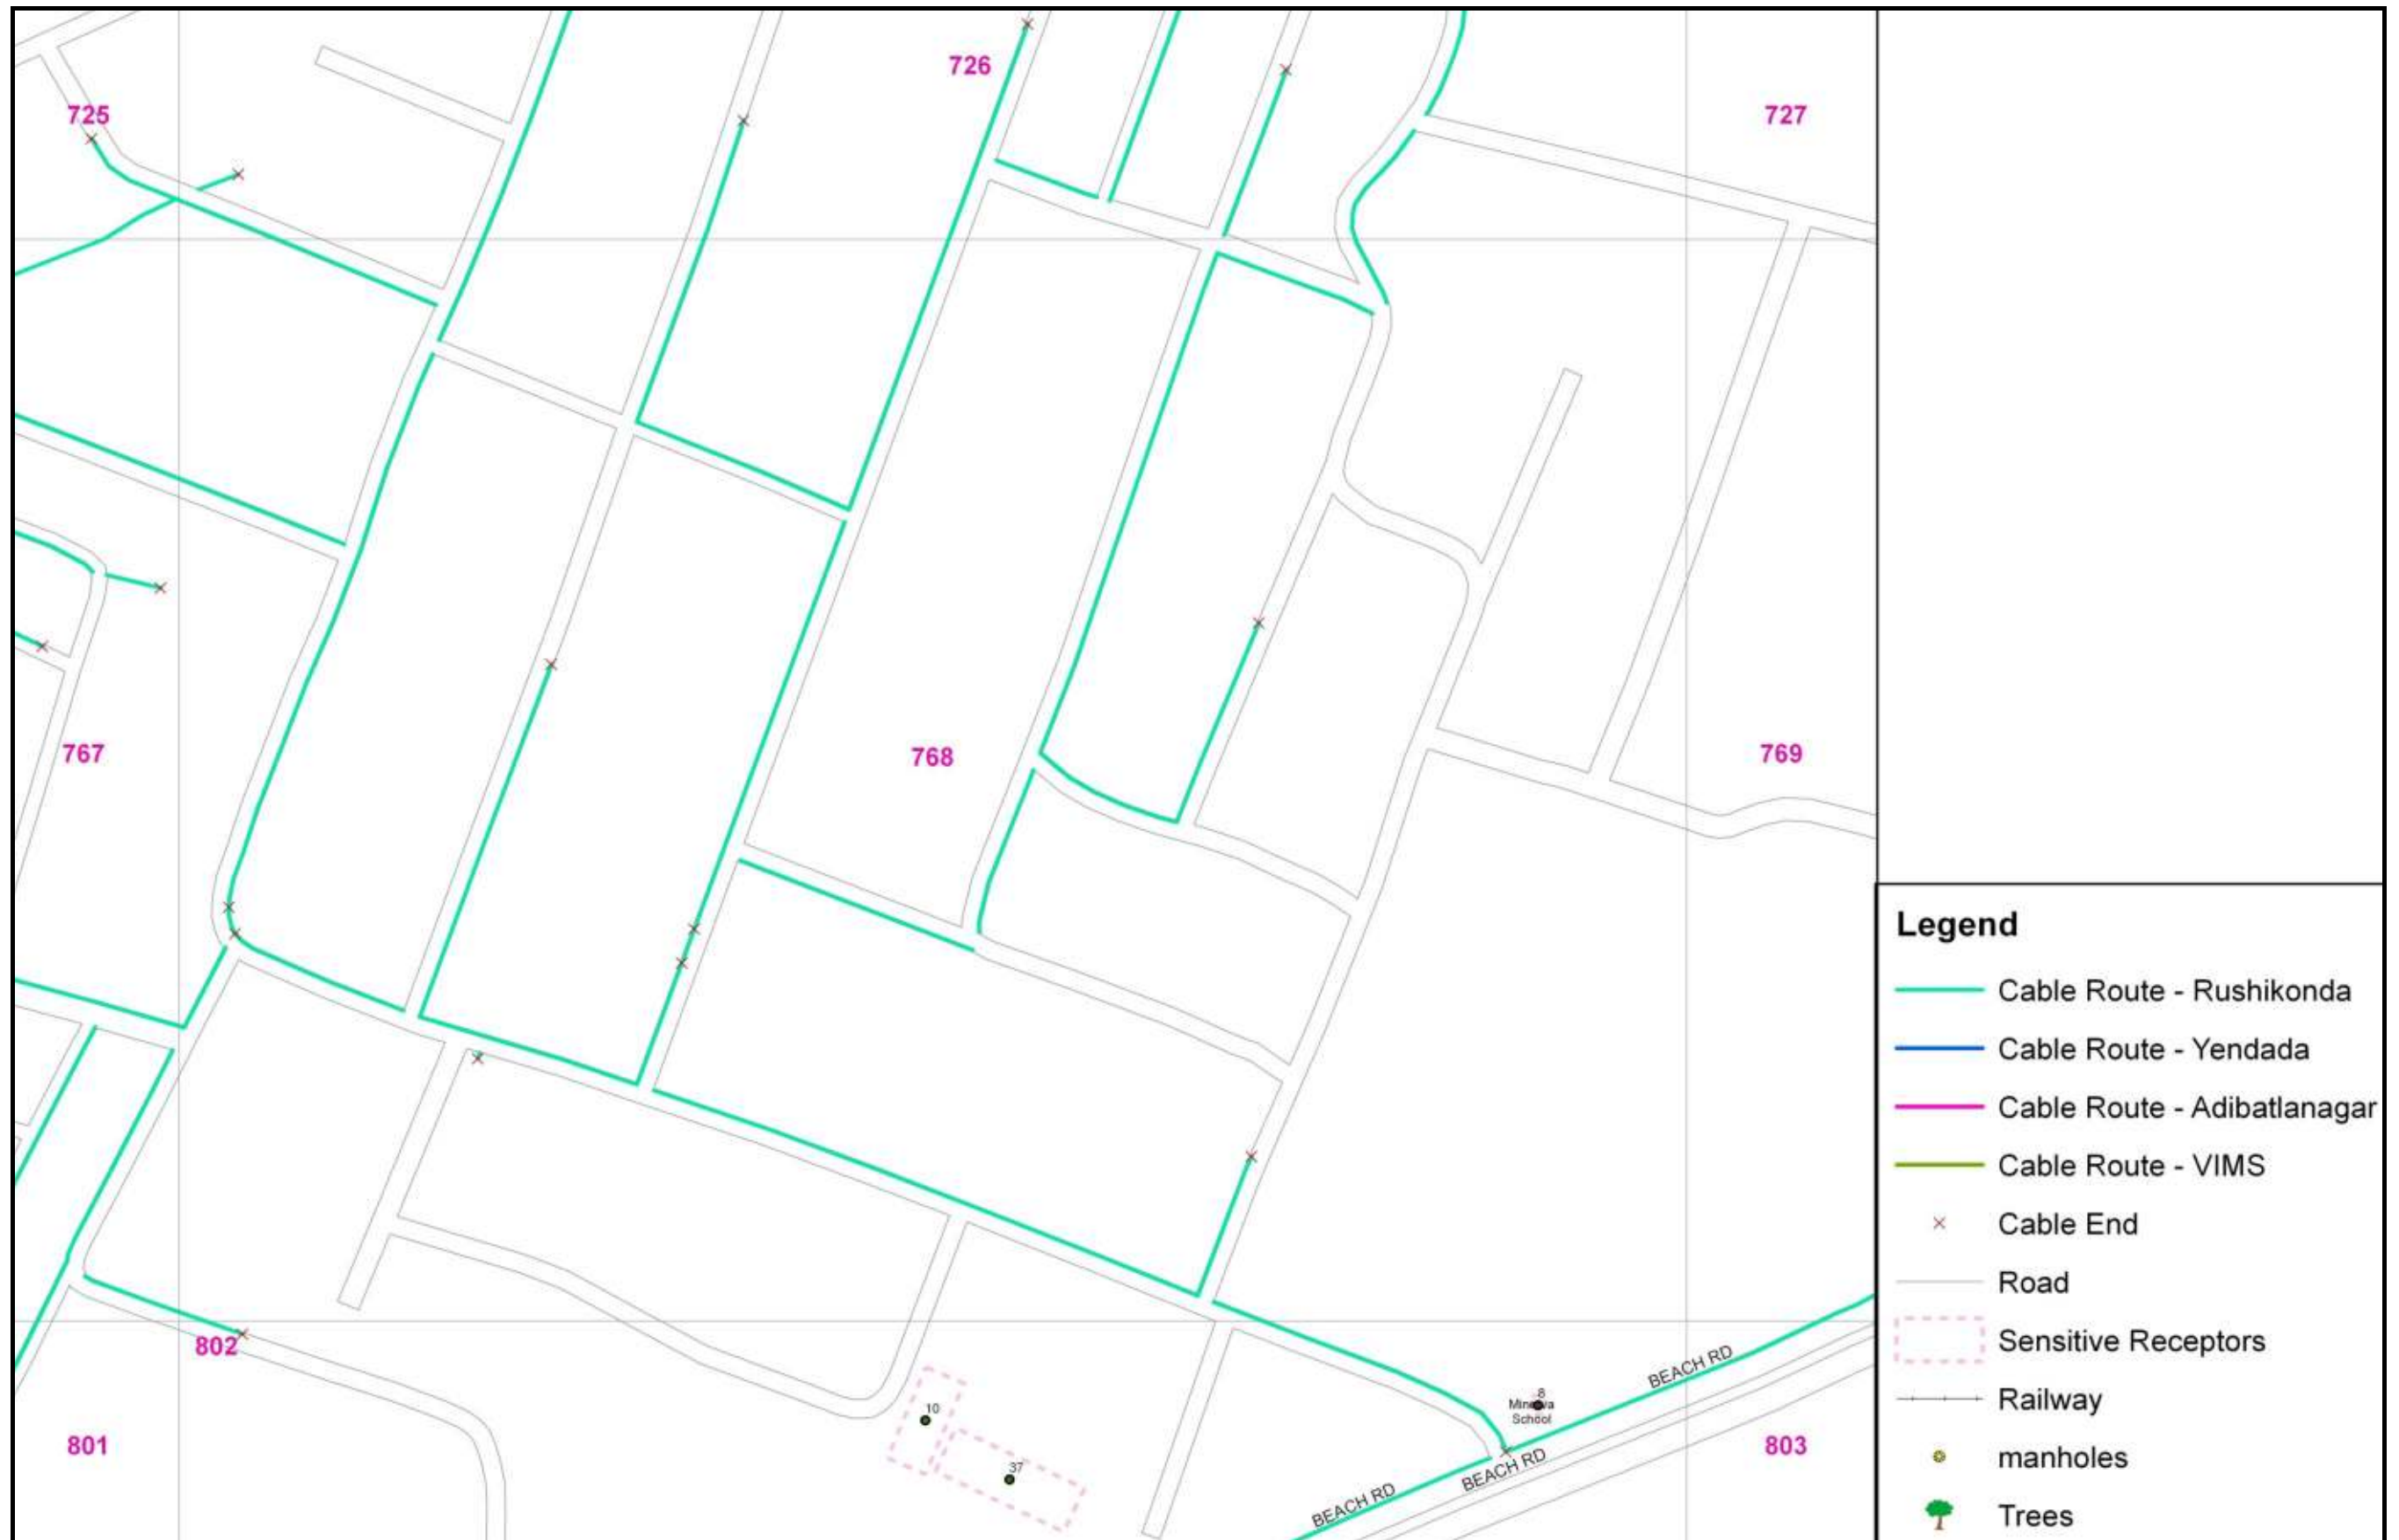 726
725
727
767
768
769
Legend
Cable Route - Rushikonda
Cable Route - Yendada
Cable Route - Adibatlanagar
Cable Route - VIMS
Cable End
Road
Sensitive Receptors
Railway
manholes
Trees
802
BEACH RD
8
School
10
801
803
37
BEACH RD
BEACH RD